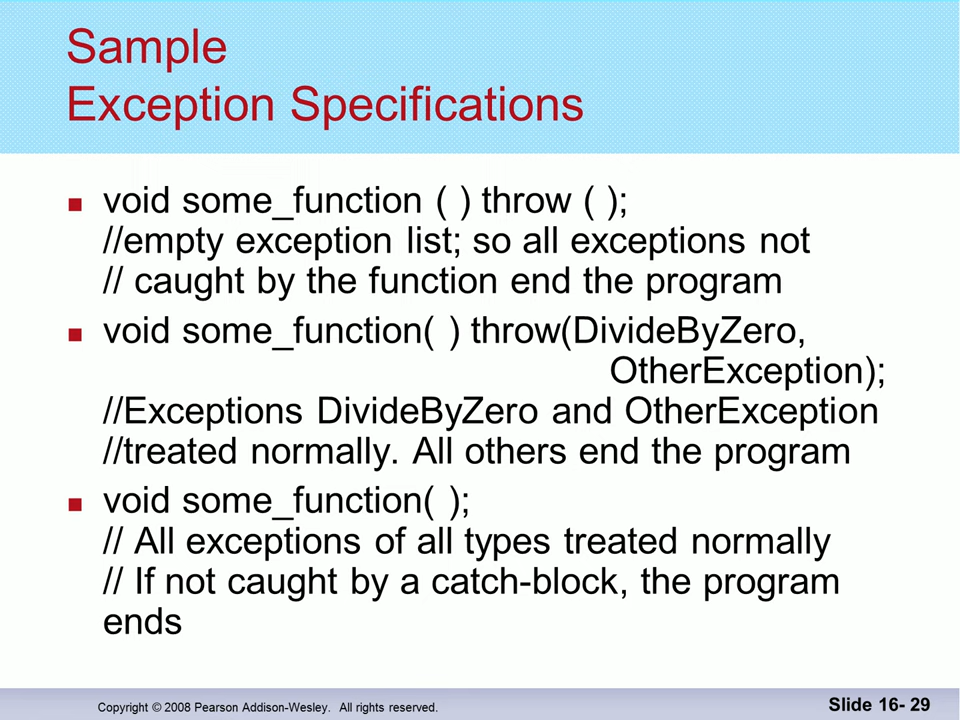 Sample
Exception Specifications
void some_function ( ) throw ( );
//empty exception list; so all exceptions not
// caught by the function end the program
void some_function( ) throw(DivideByZero,
OtherException);
//Exceptions DivideByZero and OtherException
//treated normally. All others end the program
void some_function( );
// All exceptions of all types treated normally
// If not caught by a catch-block, the program
ends
Copyright © 2008 Pearson Addison-Wesley. All rights reserved.
Slide 16- 29